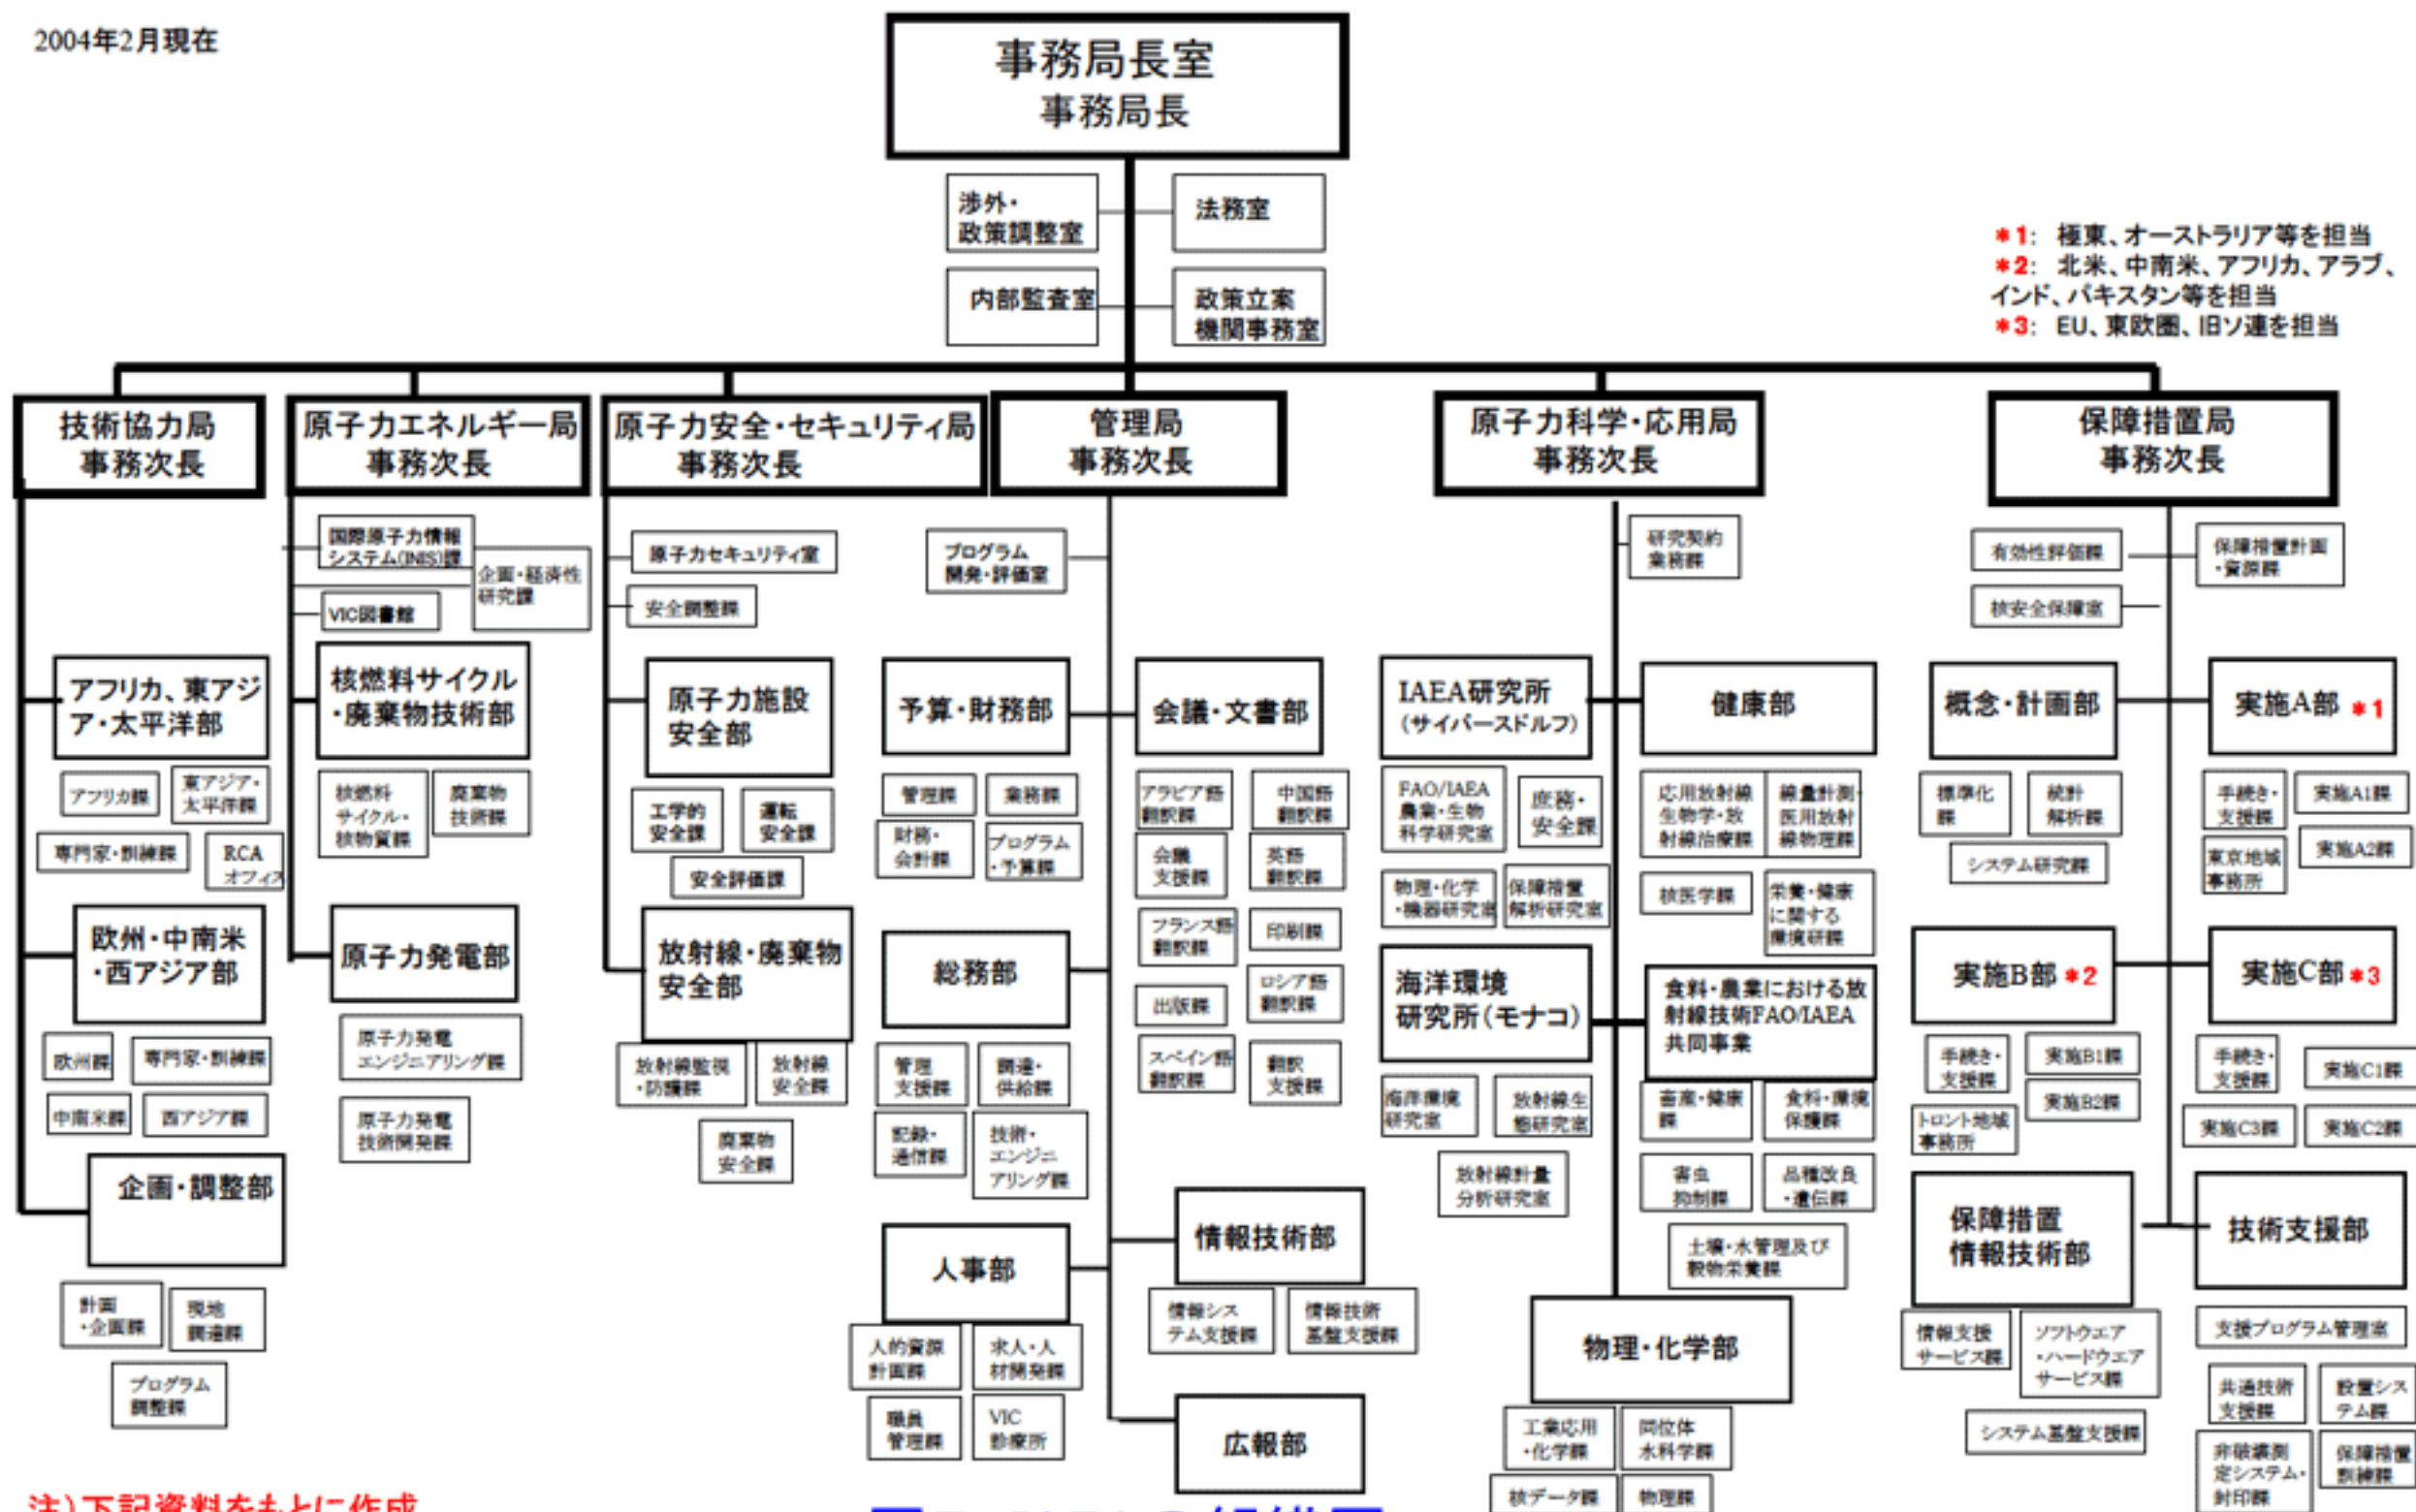 2004年2月現在
事務局長室
事務局長
渉外・
政策調整室
法務室
内部監査室
政策立案
機関事務室
*1: 極東、オーストラリア等を担当
*2: 北米、中南米、アフリカ、アラブ、
インド、パキスタン等を担当
*3: EU、東欧圏、旧ソ連を担当
技術協力局
事務次長
原子力エネルギー局
事務次長
原子力安全・セキュリティ局
事務次長
管理局
事務次長
原子力科学・応用局
事務次長
保障措置局
事務次長
アフリカ、東アジ
ア・太平洋部
アフリカ課
東アジア・
太平洋課
専門家・訓練課
RCA
オフィス
欧州・中南米
・西アジア部
欧州課
専門家・訓練課
中南米課
西アジア課
企画・調整部
計画
・企画課
現地
調達課
プログラム
調整課
国際原子力情報
システム(INIS)課
企画・経済性
研究課
VIC図書館
核燃料サイクル
・廃棄物技術部
核燃料
サイクル・
核物質課
廃棄物
技術課
原子力発電部
原子力発電
エンジニアリング課
原子力発電
技術開発課
原子力セキュリティ室
安全調整課
原子力施設
安全部
工学的
安全課
運転
安全課
安全評価課
放射線・廃棄物
安全部
放射線監視
・防護課
放射線
安全課
廃棄物
安全課
プログラム
開発・評価室
予算・財務部
管理課
業務課
財務・
会計課
プログラム
・予算課
総務部
管理
支援課
調達・
供給課
記録・
通信課
技術・
エンジニ
アリング課
人事部
人的資源
計画課
求人・人
材開発課
職員
管理課
VIC
診療所
会議・文書部
アラビア語
翻訳課
中国語
翻訳課
会議
支援課
英語
翻訳課
フランス語
翻訳課
印刷課
出版課
ロシア語
翻訳課
スペイン語
翻訳課
翻訳
支援課
情報技術部
情報シス
テム支援課
情報技術
基盤支援課
広報部
研究契約
業務課
IAEA研究所
(サイバースドルフ)
FAO/IAEA
農業・生物
科学研究室
庶務・
安全課
物理・化学
・機器研究室
保障措置
解析研究室
海洋環境
研究所(モナコ)
海洋環境
研究室
放射線生
態研究室
放射線計量
分析研究室
健康部
応用放射線
生物学・放
射線治療課
線量計測・
医用放射
線物理課
核医学課
栄養・健康
に関する
環境研課
食料・農業における放
射線技術FAO/IAEA
共同事業
畜産・健康
課
食料・環境
保護課
害虫
抑制課
品種改良
・遺伝課
土壌・水管理及び
穀物栄養課
物理・化学部
工業応用
・化学課
同位体
水科学課
核データ課
物理課
有効性評価課
保障措置計画
・資源課
核安全保障室
概念・計画部
標準化
課
統計
解析課
システム研究課
実施A部 *1
手続き・
支援課
実施A1課
東京地域
事務所
実施A2課
実施B部 *2
手続き・
支援課
実施B1課
実施B2課
トロント地域
事務所
実施C部 *3
手続き・
支援課
実施C1課
実施C3課
実施C2課
保障措置
情報技術部
情報支援
サービス課
ソフトウエア
・ハードウエア
サービス課
システム基盤支援課
技術支援部
支援プログラム管理室
共通技術
支援課
設置シス
テム課
非破壊測
定システム・
封印課
保障措置
訓練課
注)下記資料をもとに作成